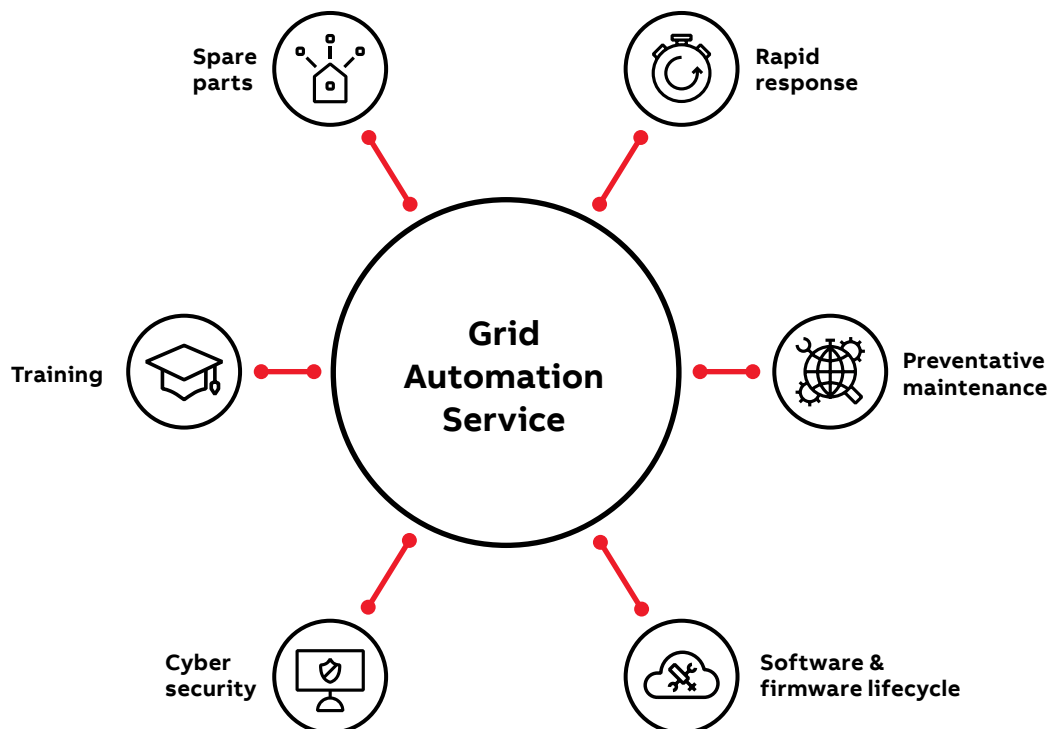 Spare
parts
Rapid
response
Training
Grid
Automation
Service
Preventative
maintenance
Cyber
security
Software &
firmware lifecycle